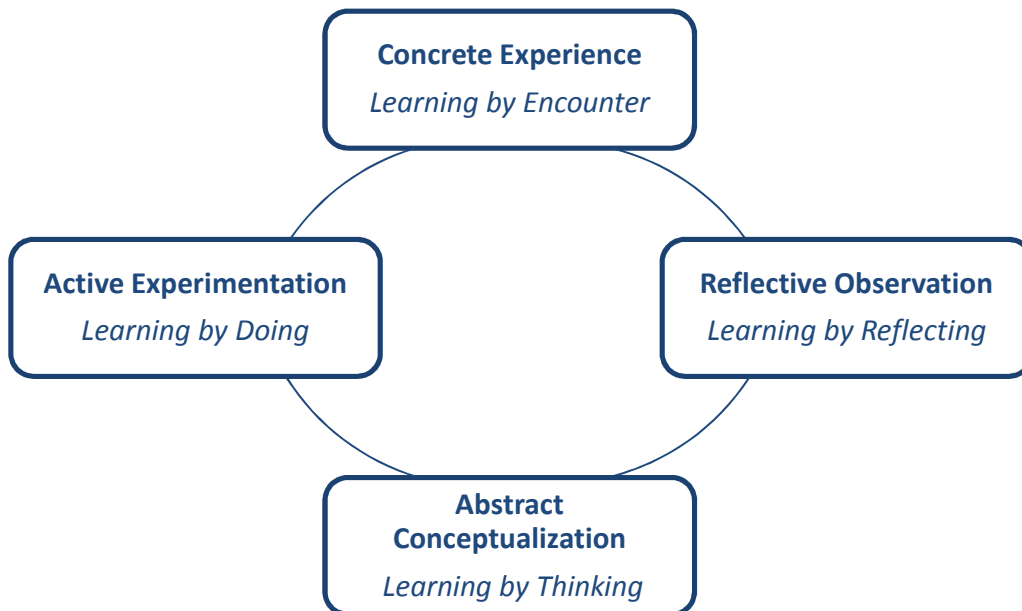 Concrete Experience
Learning by Encounter
Active Experimentation
Learning by Doing
Reflective Observation
Learning by Reflecting
Abstract
Conceptualization
Learning by Thinking